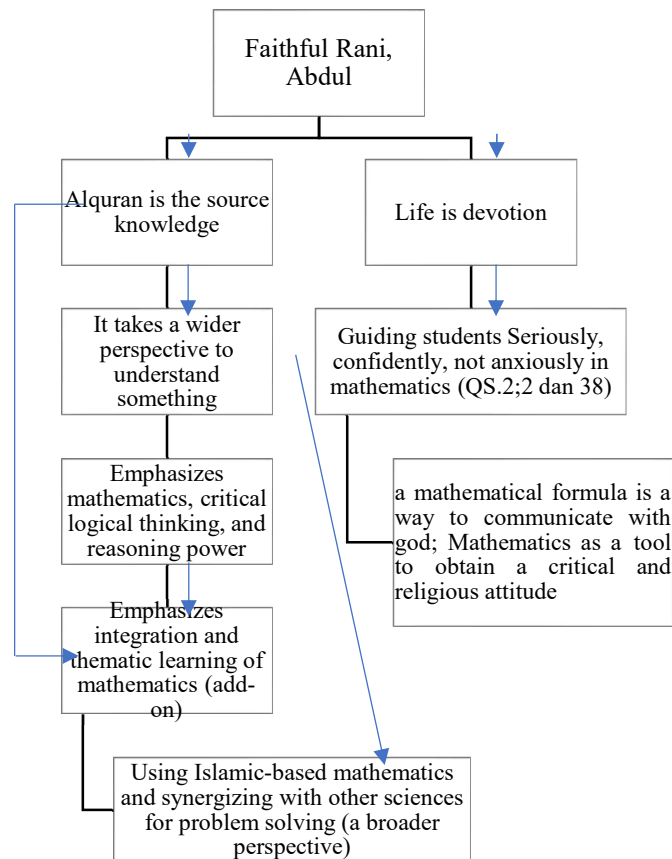 Faithful Rani,
Abdul
Alquran is the source
knowledge
Life is devotion
It takes a wider
perspective to
understand
something
Guiding students Seriously,
confidently, not anxiously in
mathematics (QS.2;2 dan 38)
Emphasizes
mathematics, critical
logical thinking, and
reasoning power
a mathematical formula is a
way to communicate with
god; Mathematics as a tool
to obtain a critical and
religious attitude
Emphasizes
integration and
thematic learning of
mathematics (add-
on)
Using Islamic-based mathematics
and synergizing with other sciences
for problem solving (a broader
perspective)